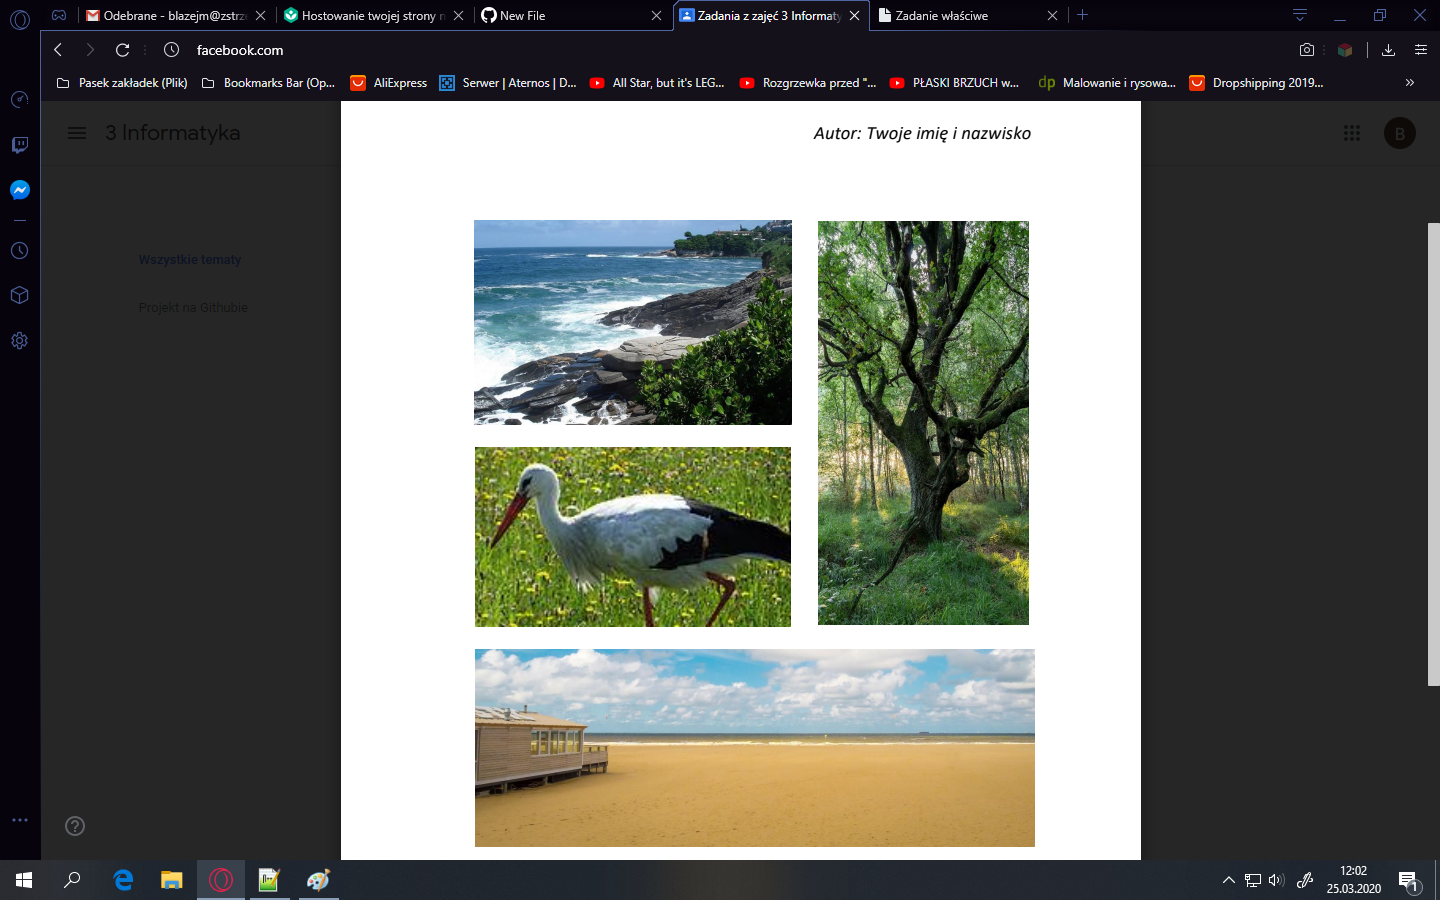 Odebrane - blazejm@zstrz
Hostowanie twojej strony n
New File
Zadania z zajęć 3 Informaty
Zadanie właściwe
facebook.com
Pasek zakładek (Plik)
Bookmarks Bar (Op...
AliExpress
Serwer | Aternos | D...
All Star, but it's LEG...
Rozgrzewka przed "...
PŁASKI BRZUCH w...
dp Malowanie i rysowa...
Dropshipping 2019...
3 Informatyka
B
Autor: Twoje imię i nazwisko
Wszystkie tematy
Projekt na Githubie
12:02
25.03.2020
1